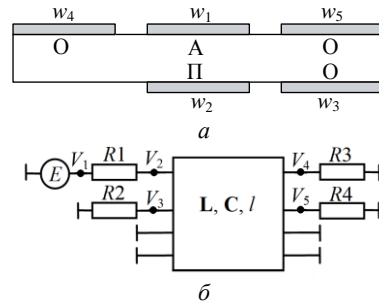 w4 w1 w5
О А О
П О
w2 w3
а
E V1 R1 V2 V4 R3
R2 V3 L, C, l V5 R4
б